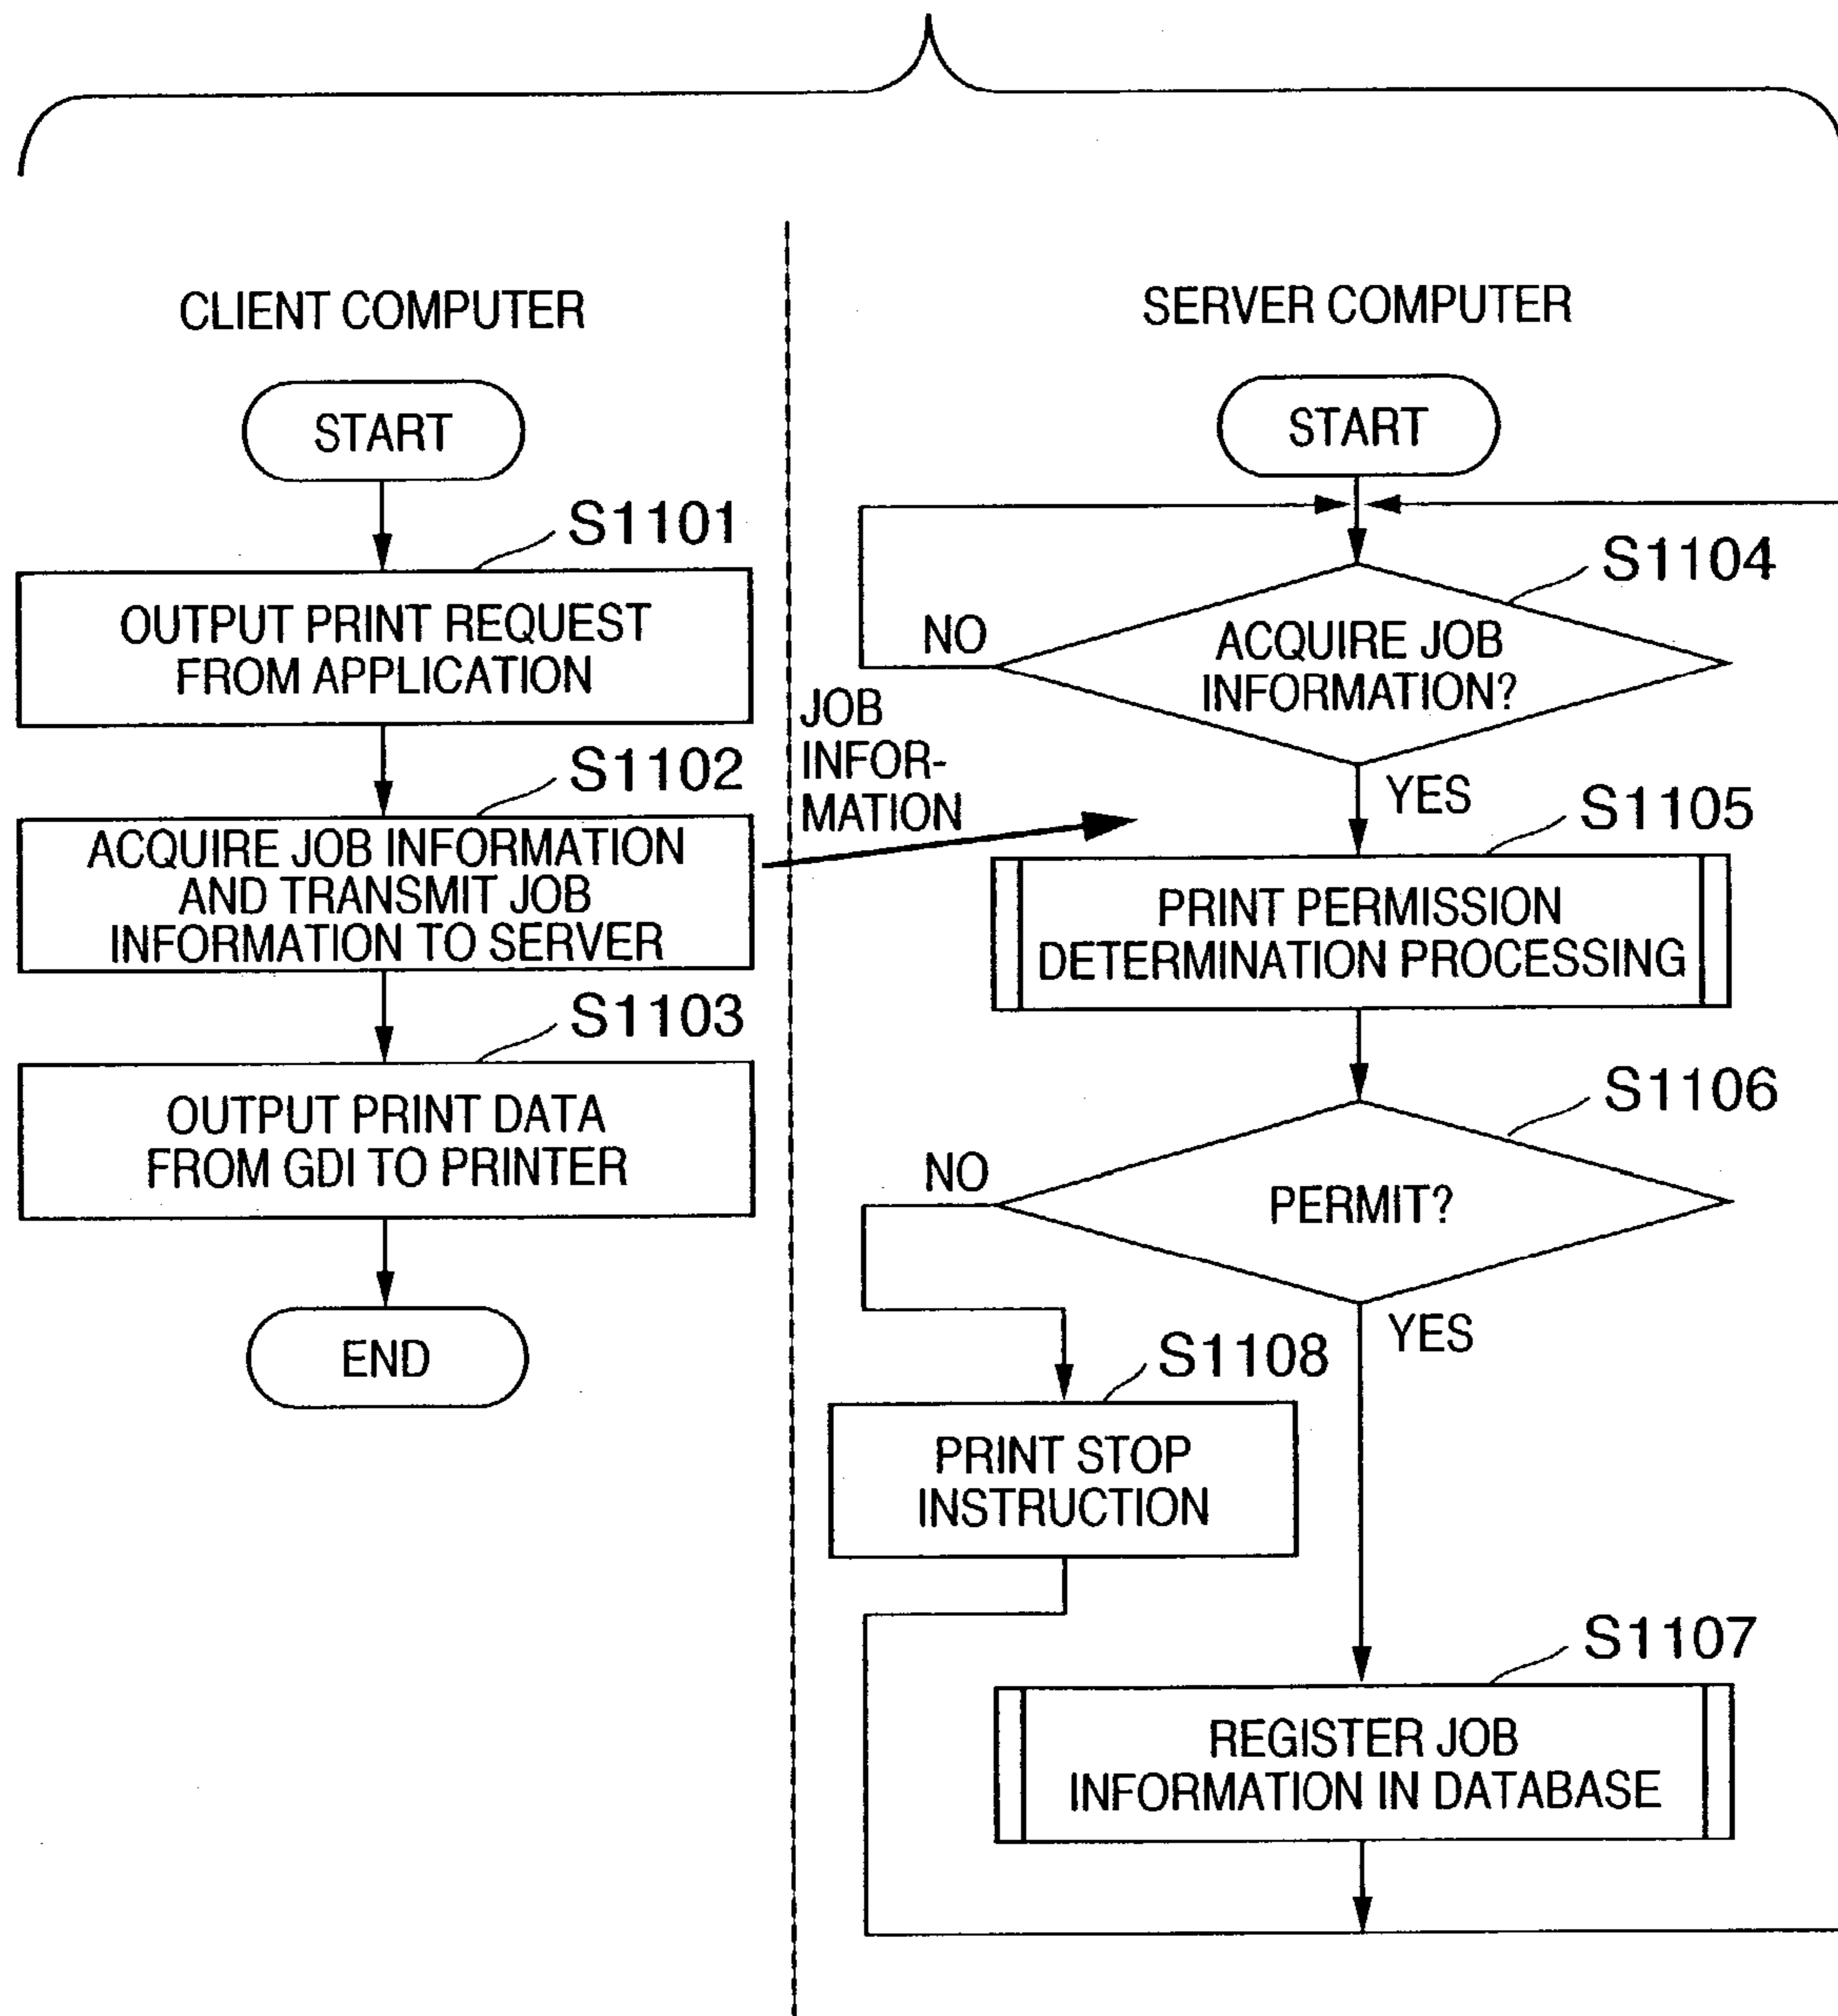 CLIENT COMPUTER
START
S1101
OUTPUT PRINT REQUEST
FROM APPLICATION
S1102
ACQUIRE JOB INFORMATION
AND TRANSMIT JOB
INFORMATION TO SERVER
S1103
OUTPUT PRINT DATA
FROM GDI TO PRINTER
END
JOB
INFOR-
MATION
SERVER COMPUTER
START
S1104
ACQUIRE JOB
INFORMATION?
NO
YES
S1105
PRINT PERMISSION
DETERMINATION PROCESSING
S1106
PERMIT?
NO
YES
S1108
PRINT STOP
INSTRUCTION
S1107
REGISTER JOB
INFORMATION IN DATABASE